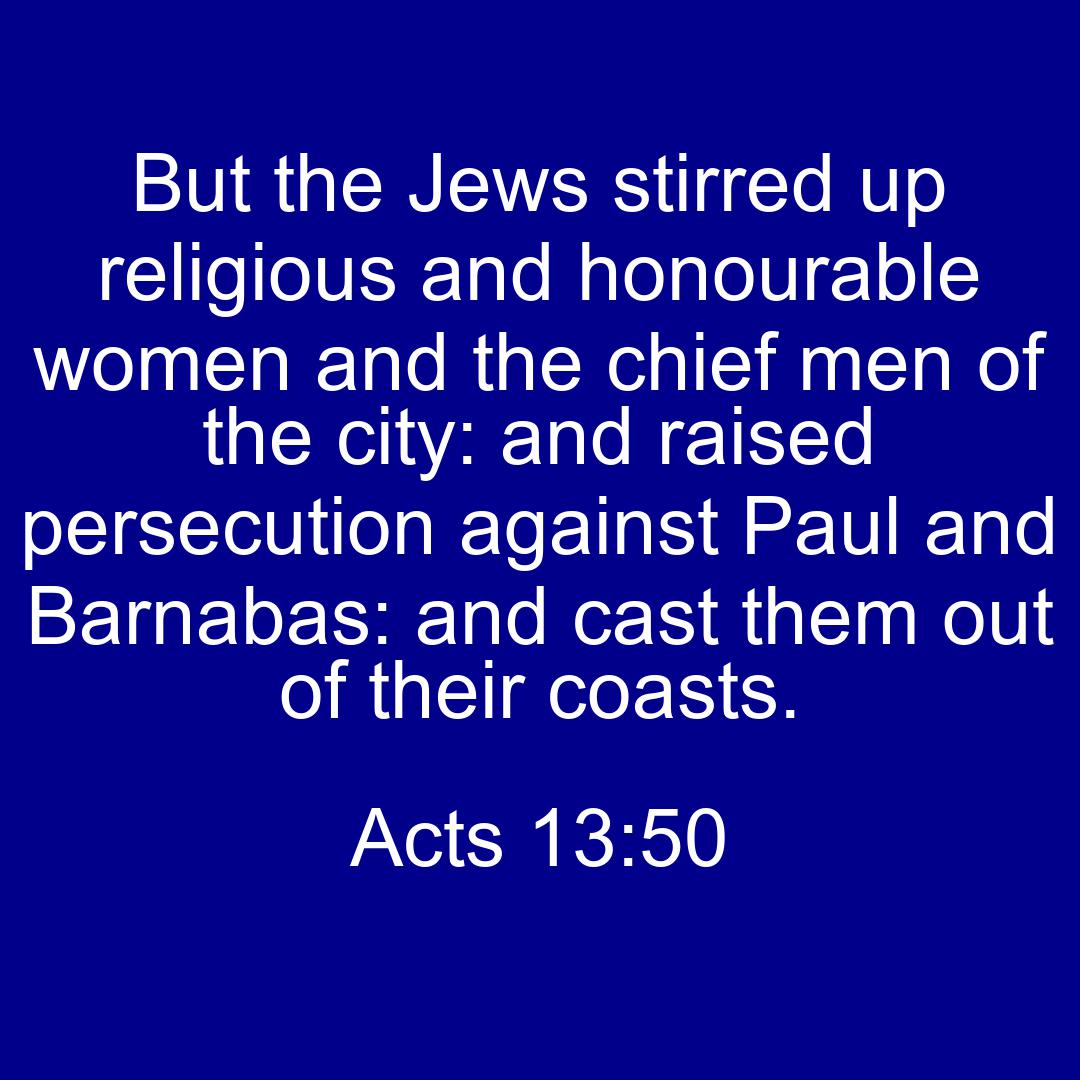 But the Jews stirred up
religious and honourable
women and the chief men of
the city: and raised
persecution against Paul and
Barnabas: and cast them out
of their coasts.
Acts 13:50